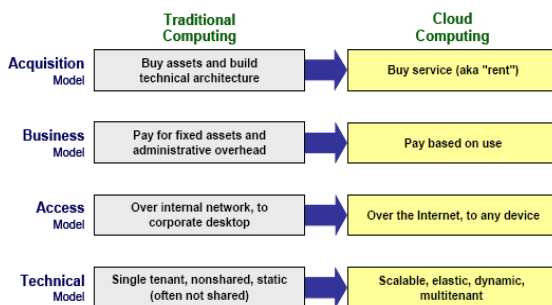 Traditional
Computing
Cloud
Computing
Acquisition
Model
Buy assets and build
technical architecture
Buy service (aka "rent")
Business
Model
Pay for fixed assets and
administrative overhead
Pay based on use
Access
Model
Over internal network, to
corporate desktop
Over the Internet, to any device
Technical
Model
Single tenant, nonshared, static
(often not shared)
Scalable, elastic, dynamic,
multitenant